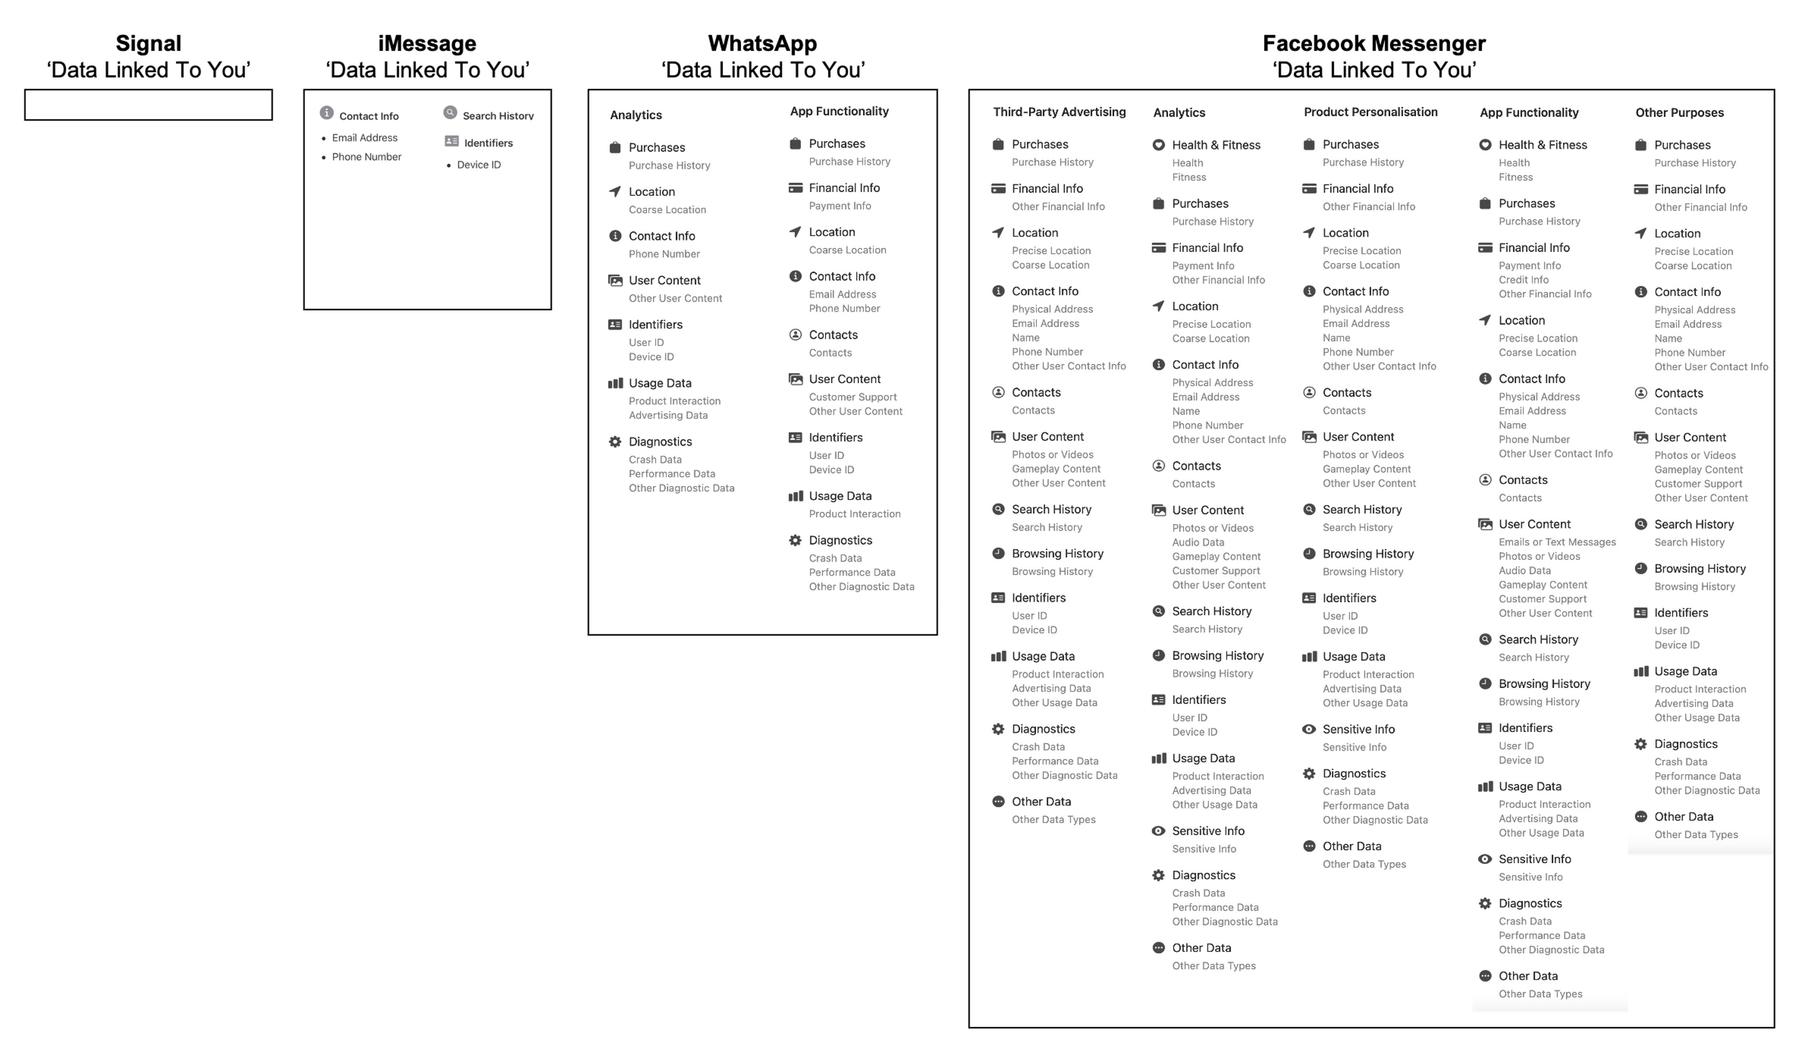 Signal
‘Data Linked To You’
iMessage
‘Data Linked To You’
Contact Info
• Email Address
• Phone Number
Search History
Identifiers
• Device ID
WhatsApp
‘Data Linked To You’
Analytics
Purchases
Purchase History
Location
Coarse Location
Contact Info
Phone Number
User Content
Other User Content
Identifiers
User ID
Device ID
Usage Data
Product Interaction
Advertising Data
Diagnostics
Crash Data
Performance Data
Other Diagnostic Data
App Functionality
Purchases
Purchase History
Financial Info
Payment Info
Location
Coarse Location
Contact Info
Email Address
Phone Number
Contacts
Contacts
User Content
Customer Support
Other User Content
Identifiers
User ID
Device ID
Usage Data
Product Interaction
Diagnostics
Crash Data
Performance Data
Other Diagnostic Data
Facebook Messenger
‘Data Linked To You’
Third-Party Advertising
Purchases
Purchase History
Financial Info
Other Financial Info
Location
Precise Location
Coarse Location
Contact Info
Physical Address
Email Address
Name
Phone Number
Other User Contact Info
Contacts
Contacts
User Content
Photos or Videos
Gameplay Content
Other User Content
Search History
Search History
Browsing History
Browsing History
Identifiers
User ID
Device ID
Usage Data
Product Interaction
Advertising Data
Other Usage Data
Diagnostics
Crash Data
Performance Data
Other Diagnostic Data
Other Data
Other Data Types
Analytics
Health & Fitness
Health
Fitness
Purchases
Purchase History
Financial Info
Payment Info
Other Financial Info
Location
Precise Location
Coarse Location
Contact Info
Physical Address
Email Address
Name
Phone Number
Other User Contact Info
Contacts
Contacts
User Content
Photos or Videos
Audio Data
Gameplay Content
Customer Support
Other User Content
Search History
Search History
Browsing History
Browsing History
Identifiers
User ID
Device ID
Usage Data
Product Interaction
Advertising Data
Other Usage Data
Sensitive Info
Sensitive Info
Diagnostics
Crash Data
Performance Data
Other Diagnostic Data
Other Data
Other Data Types
Product Personalisation
Purchases
Purchase History
Financial Info
Other Financial Info
Location
Precise Location
Coarse Location
Contact Info
Physical Address
Email Address
Name
Phone Number
Other User Contact Info
Contacts
Contacts
User Content
Photos or Videos
Gameplay Content
Other User Content
Search History
Search History
Browsing History
Browsing History
Identifiers
User ID
Device ID
Usage Data
Product Interaction
Advertising Data
Other Usage Data
Sensitive Info
Sensitive Info
Diagnostics
Crash Data
Performance Data
Other Diagnostic Data
Other Data
Other Data Types
App Functionality
Health & Fitness
Health
Fitness
Purchases
Purchase History
Financial Info
Payment Info
Credit Info
Other Financial Info
Location
Precise Location
Coarse Location
Contact Info
Physical Address
Email Address
Name
Phone Number
Other User Contact Info
Contacts
Contacts
User Content
Emails or Text Messages
Photos or Videos
Audio Data
Gameplay Content
Customer Support
Other User Content
Search History
Search History
Browsing History
Browsing History
Identifiers
User ID
Device ID
Usage Data
Product Interaction
Advertising Data
Other Usage Data
Sensitive Info
Sensitive Info
Diagnostics
Crash Data
Performance Data
Other Diagnostic Data
Other Data
Other Data Types
Other Purposes
Purchases
Purchase History
Financial Info
Other Financial Info
Location
Precise Location
Coarse Location
Contact Info
Physical Address
Email Address
Name
Phone Number
Other User Contact Info
Contacts
Contacts
User Content
Photos or Videos
Gameplay Content
Customer Support
Other User Content
Search History
Search History
Browsing History
Browsing History
Identifiers
User ID
Device ID
Usage Data
Product Interaction
Advertising Data
Other Usage Data
Diagnostics
Crash Data
Performance Data
Other Diagnostic Data
Other Data
Other Data Types